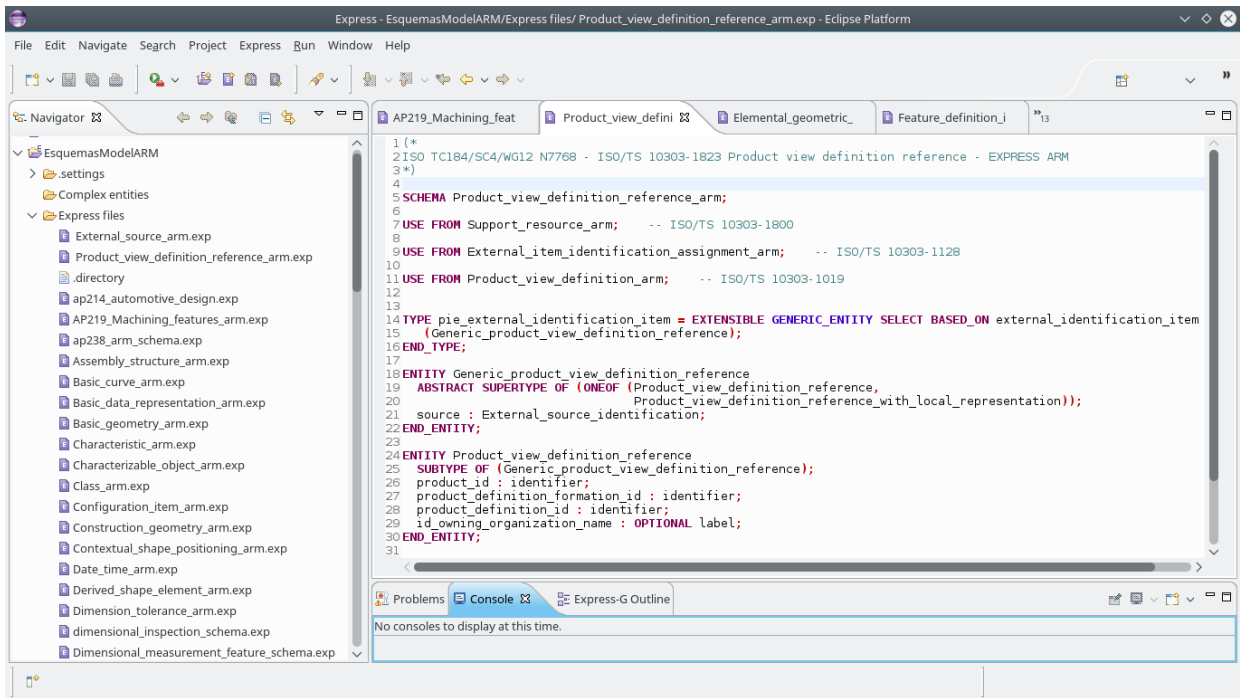 Express - EsquemasModelARM/Express files/ Product_view_definition_reference_arm.exp - Eclipse Platform
File Edit Navigate Search Project Express Run Window Help
Navigator
EsquemasModelARM
.settings
Complex entities
Express files
External_source_arm.exp
Product_view_definition_reference_arm.exp
.directory
ap214_automotive_design.exp
AP219_Machining_features_arm.exp
ap238_arm_schema.exp
Assembly_structure_arm.exp
Basic_curve_arm.exp
Basic_data_representation_arm.exp
Basic_geometry_arm.exp
Characteristic_arm.exp
Characterizable_object_arm.exp
Class_arm.exp
Configuration_item_arm.exp
Construction_geometry_arm.exp
Contextual_shape_positioning_arm.exp
Date_time_arm.exp
Derived_shape_element_arm.exp
Dimension_tolerance_arm.exp
dimensional_inspection_schema.exp
Dimensional_measurement_feature_schema.exp
AP219_Machining_feat Product_view_defini Elemental_geometric_ Feature_definition_i »13
1 (*
2 ISO TC184/SC4/WG12 N7768 - ISO/TS 10303-1823 Product view definition reference - EXPRESS ARM
3 *)
4
5 SCHEMA Product_view_definition_reference_arm;
6
7 USE FROM Support_resource_arm; -- ISO/TS 10303-1800
8
9 USE FROM External_item_identification_assignment_arm; -- ISO/TS 10303-1128
10
11 USE FROM Product_view_definition_arm; -- ISO/TS 10303-1019
12
13
14 TYPE pie_external_identification_item = EXTENSIBLE GENERIC_ENTITY SELECT BASED_ON external_identification_item
15 (Generic_product_view_definition_reference);
16 END_TYPE;
17
18 ENTITY Generic_product_view_definition_reference
19 ABSTRACT SUPERTYPE OF (ONEOF (Product_view_definition_reference,
20 Product_view_definition_reference_with_local_representation));
21 source : External_source_identification;
22 END_ENTITY;
23
24 ENTITY Product_view_definition_reference
25 SUBTYPE OF (Generic_product_view_definition_reference);
26 product_id : identifier;
27 product_definition_formation_id : identifier;
28 product_definition_id : identifier;
29 id_owning_organization_name : OPTIONAL label;
30 END_ENTITY;
31
Problems Console Express-G Outline
No consoles to display at this time.